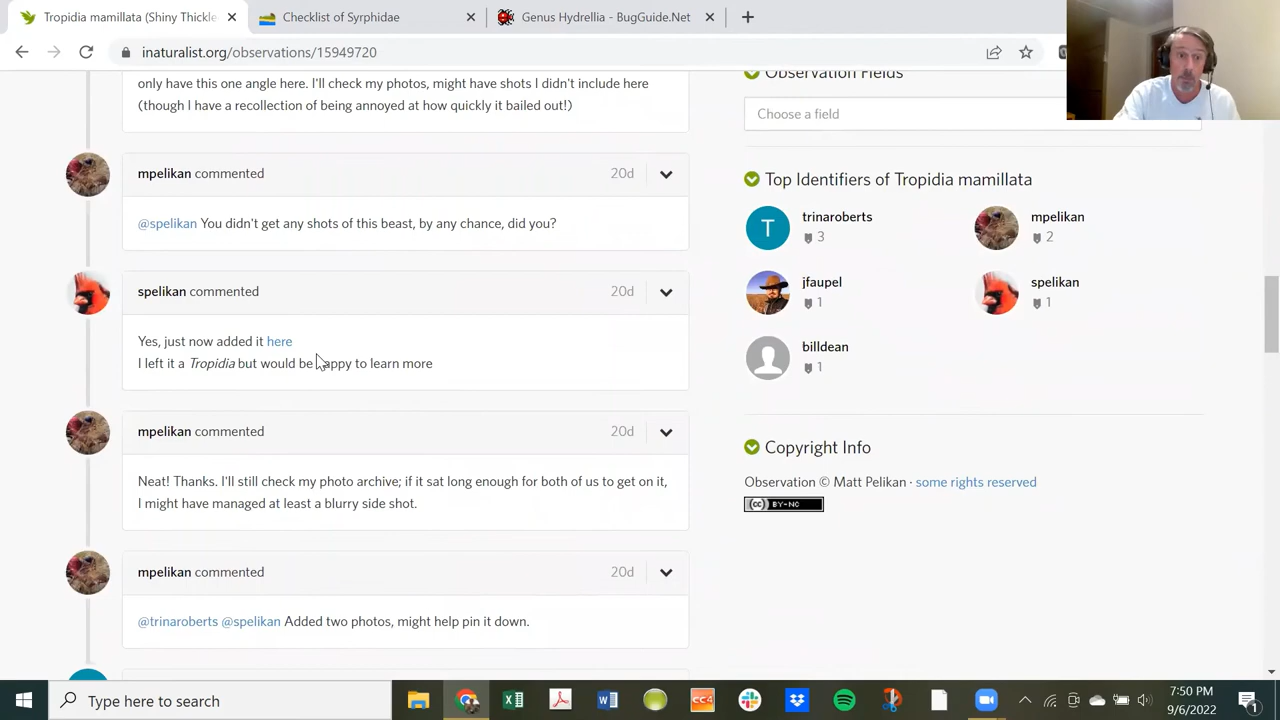 Tropidia mamillata (Shiny Thickle
Checklist of Syrphidae
Genus Hydrellia - BugGuide.Net
inaturalist.org/observations/15949720
only have this one angle here. I'll check my photos, might have shots I didn't include here
(though I have a recollection of being annoyed at how quickly it bailed out!)
mpelikan commented 20d
@spelikan You didn't get any shots of this beast, by any chance, did you?
spelikan commented 20d
Yes, just now added it here
I left it a Tropidia but would be happy to learn more
mpelikan commented 20d
Neat! Thanks. I'll still check my photo archive; if it sat long enough for both of us to get on it,
I might have managed at least a blurry side shot.
mpelikan commented 20d
@trinaroberts @spelikan Added two photos, might help pin it down.
Observation Fields
Choose a field
Top Identifiers of Tropidia mamillata
T
trinaroberts
3
mpelikan
2
jfaupel
1
spelikan
1
billdean
1
Copyright Info
Observation © Matt Pelikan · some rights reserved
cc BY-NC
Type here to search
CC4
7:50 PM
9/6/2022
1